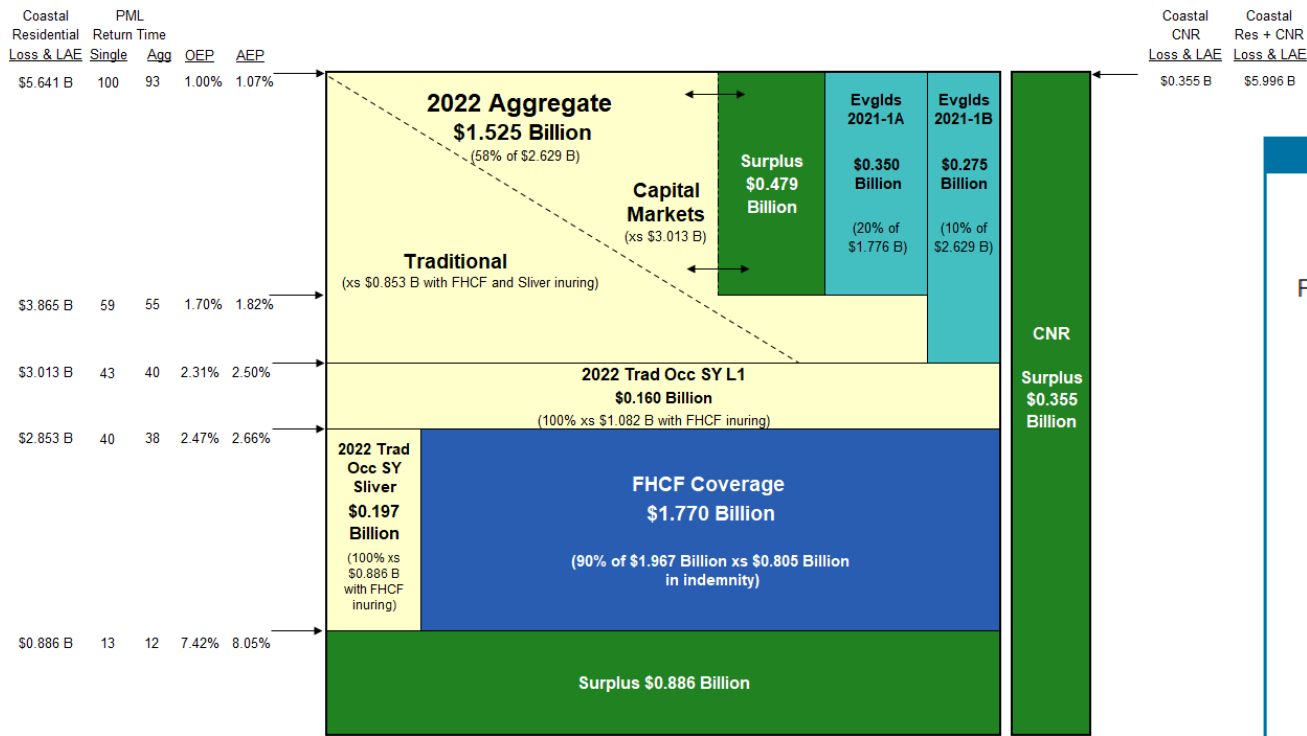 Coastal PML
Residential Return Time
Loss & LAE Single Agg OEP AEP
$5.641 B 100 93 1.00% 1.07%
$3.865 B 59 55 1.70% 1.82%
$3.013 B 43 40 2.31% 2.50%
$2.853 B 40 38 2.47% 2.66%
$0.886 B 13 12 7.42% 8.05%
2022 Aggregate
$1.525 Billion
(58% of $2.629 B)
Capital
Markets
(xs $3.013 B)
Traditional
(xs $0.853 B with FHCF and Sliver inuring)
Surplus
$0.479
Billion
Evglds
2021-1A
$0.350
Billion
(20% of
$1.776 B)
Evglds
2021-1B
$0.275
Billion
(10% of
$2.629 B)
2022 Trad Occ SY L1
$0.160 Billion
(100% xs $1.082 B with FHCF inuring)
2022 Trad
Occ SY
Sliver
$0.197
Billion
(100% xs
$0.886 B
with FHCF
inuring)
FHCF Coverage
$1.770 Billion
(90% of $1.967 Billion xs $0.805 Billion
in indemnity)
Surplus $0.886 Billion
CNR
Surplus
$0.355
Billion
Coastal Coastal
CNR Res + CNR
Loss & LAE Loss & LAE
$0.355 B $5.996 B
F